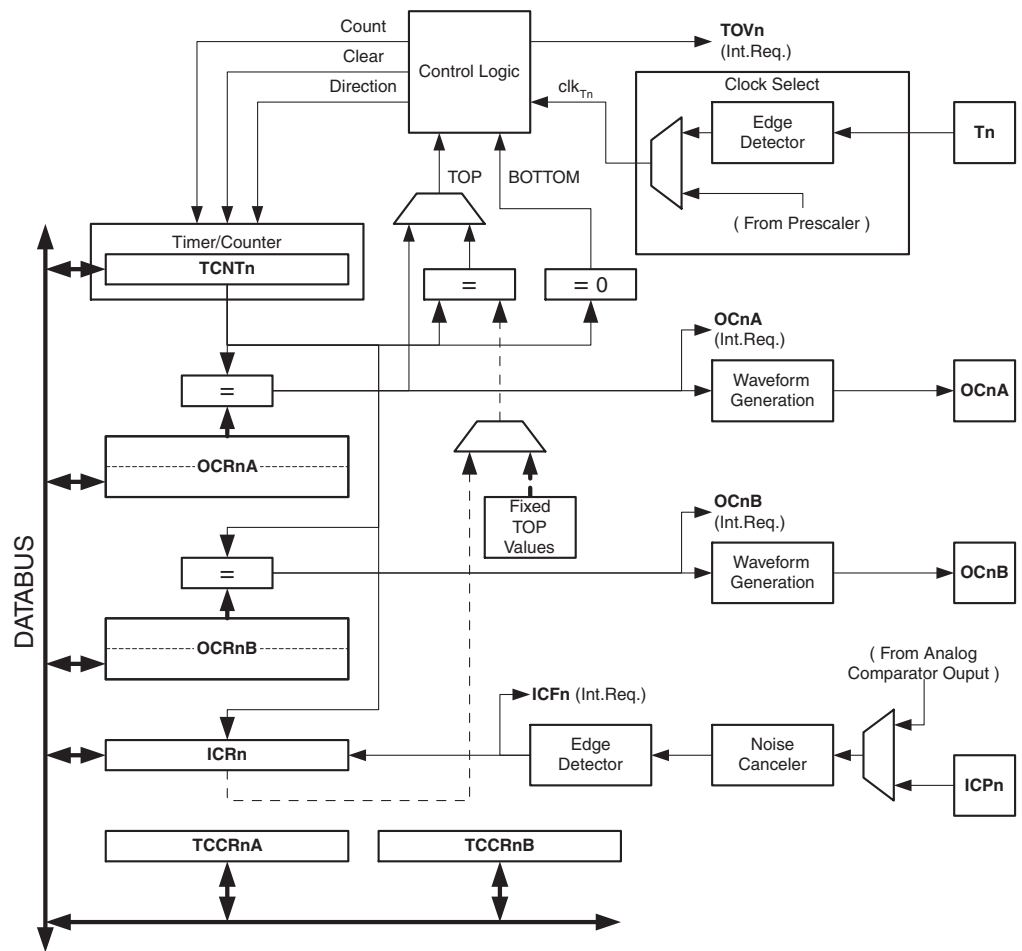 Count
Clear
Direction
Control Logic
TOVn
(Int.Req.)
clkTn
Clock Select
Edge
Detector
Tn
( From Prescaler )
TOP
BOTTOM
Timer/Counter
TCNTn
=
= 0
OCnA
(Int.Req.)
=
Waveform
Generation
OCnA
OCRnA
Fixed
TOP
Values
OCnB
(Int.Req.)
=
Waveform
Generation
OCnB
OCRnB
DATABUS
( From Analog
Comparator Ouput )
ICFn (Int.Req.)
ICRn
Edge
Detector
Noise
Canceler
ICPn
TCCRnA
TCCRnB